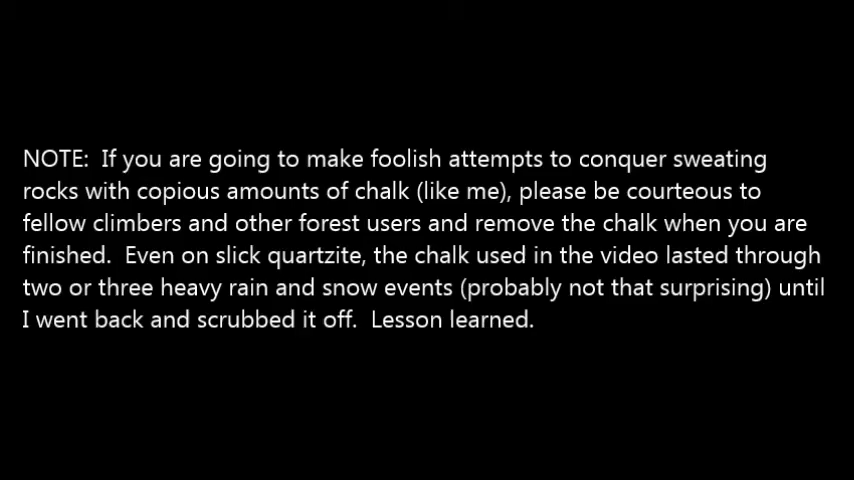 NOTE:  If you are going to make foolish attempts to conquer sweating
rocks with copious amounts of chalk (like me), please be courteous to
fellow climbers and other forest users and remove the chalk when you are
finished.  Even on slick quartzite, the chalk used in the video lasted through
two or three heavy rain and snow events (probably not that surprising) until
I went back and scrubbed it off.  Lesson learned.